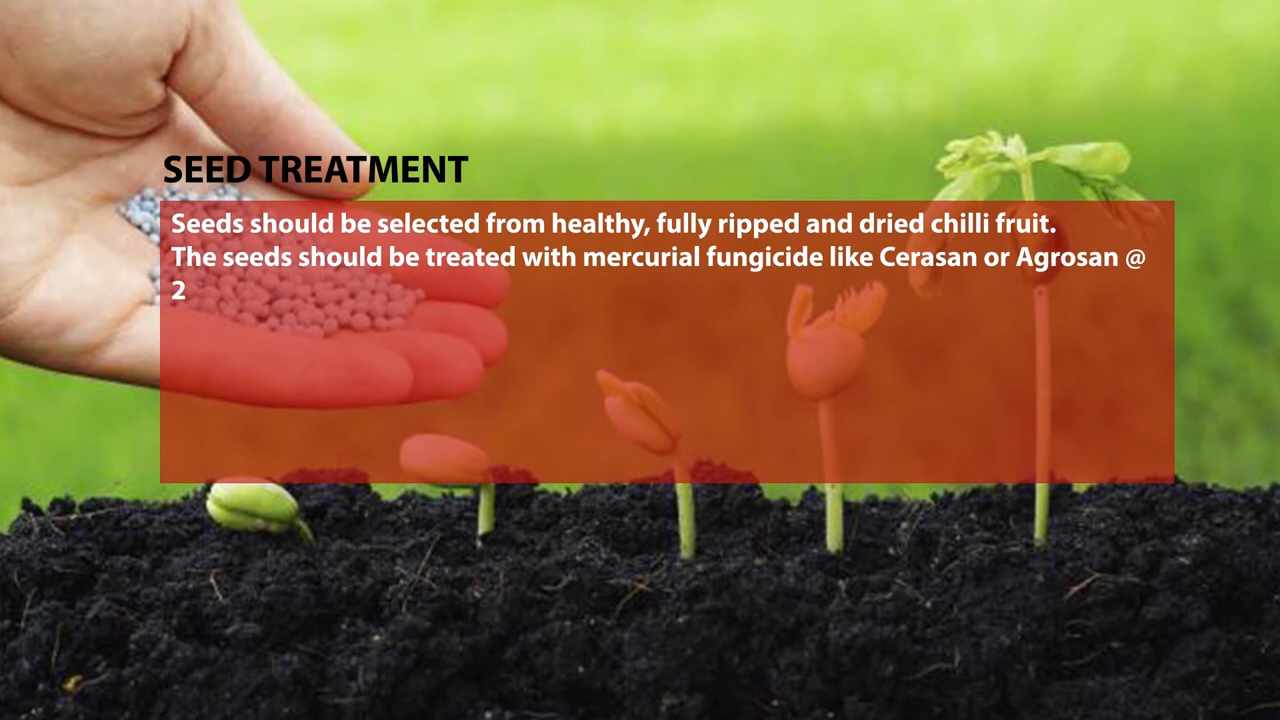 SEED TREATMENT
Seeds should be selected from healthy, fully ripped and dried chilli fruit.
The seeds should be treated with mercurial fungicide like Cerasan or Agrosan @
2